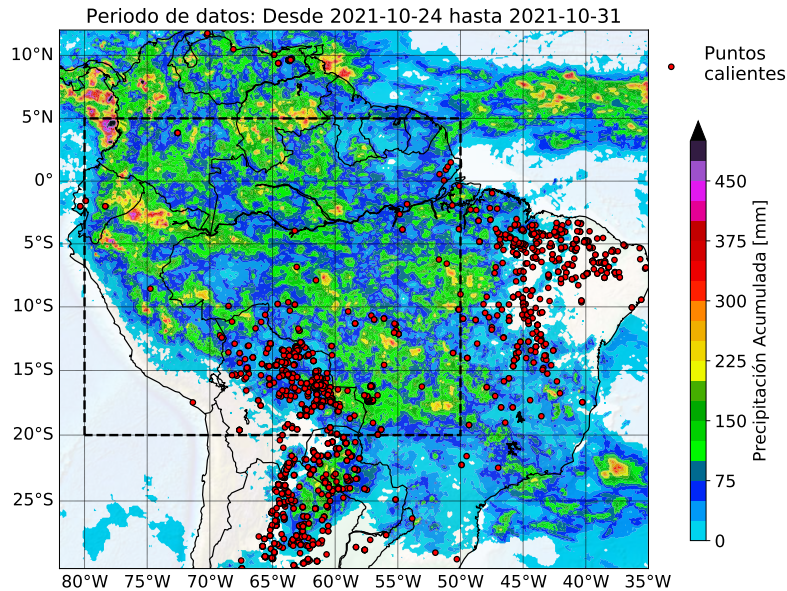 Periodo de datos: Desde 2021-10-24 hasta 2021-10-31
Puntos
calientes
10°N
5°N
0°
5°S
10°S
15°S
20°S
25°S
80°W 75°W 70°W 65°W 60°W 55°W 50°W 45°W 40°W 35°W
450
375
300
225
150
75
0
Precipitación Acumulada [mm]